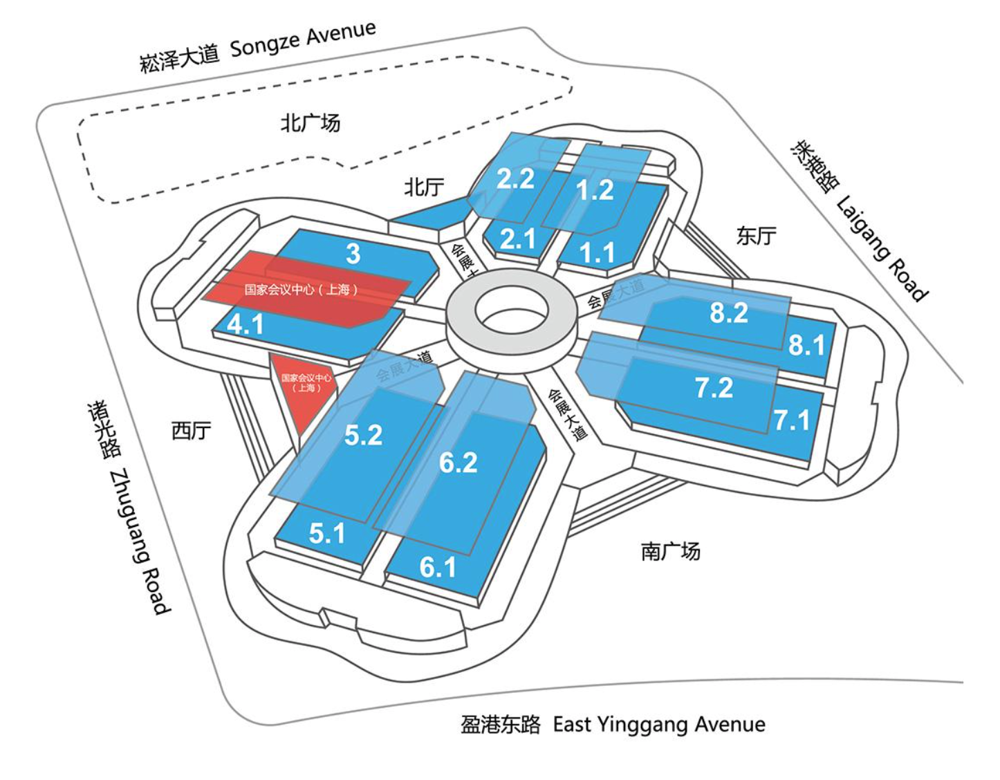 崧泽大道 Songze Avenue
北广场
北厅
涞港路 Laigang Road
东厅
2.2
1.2
2.1
1.1
会展大
3
国家会议中心(上海)
4.1
会展大道
8.2
8.1
7.2
7.1
会展大道
国家会议中心
(上海)
会展大道
西厅
诸光路 Zhuguang Road
5.2
6.2
5.1
6.1
南广场
盈港东路 East Yinggang Avenue